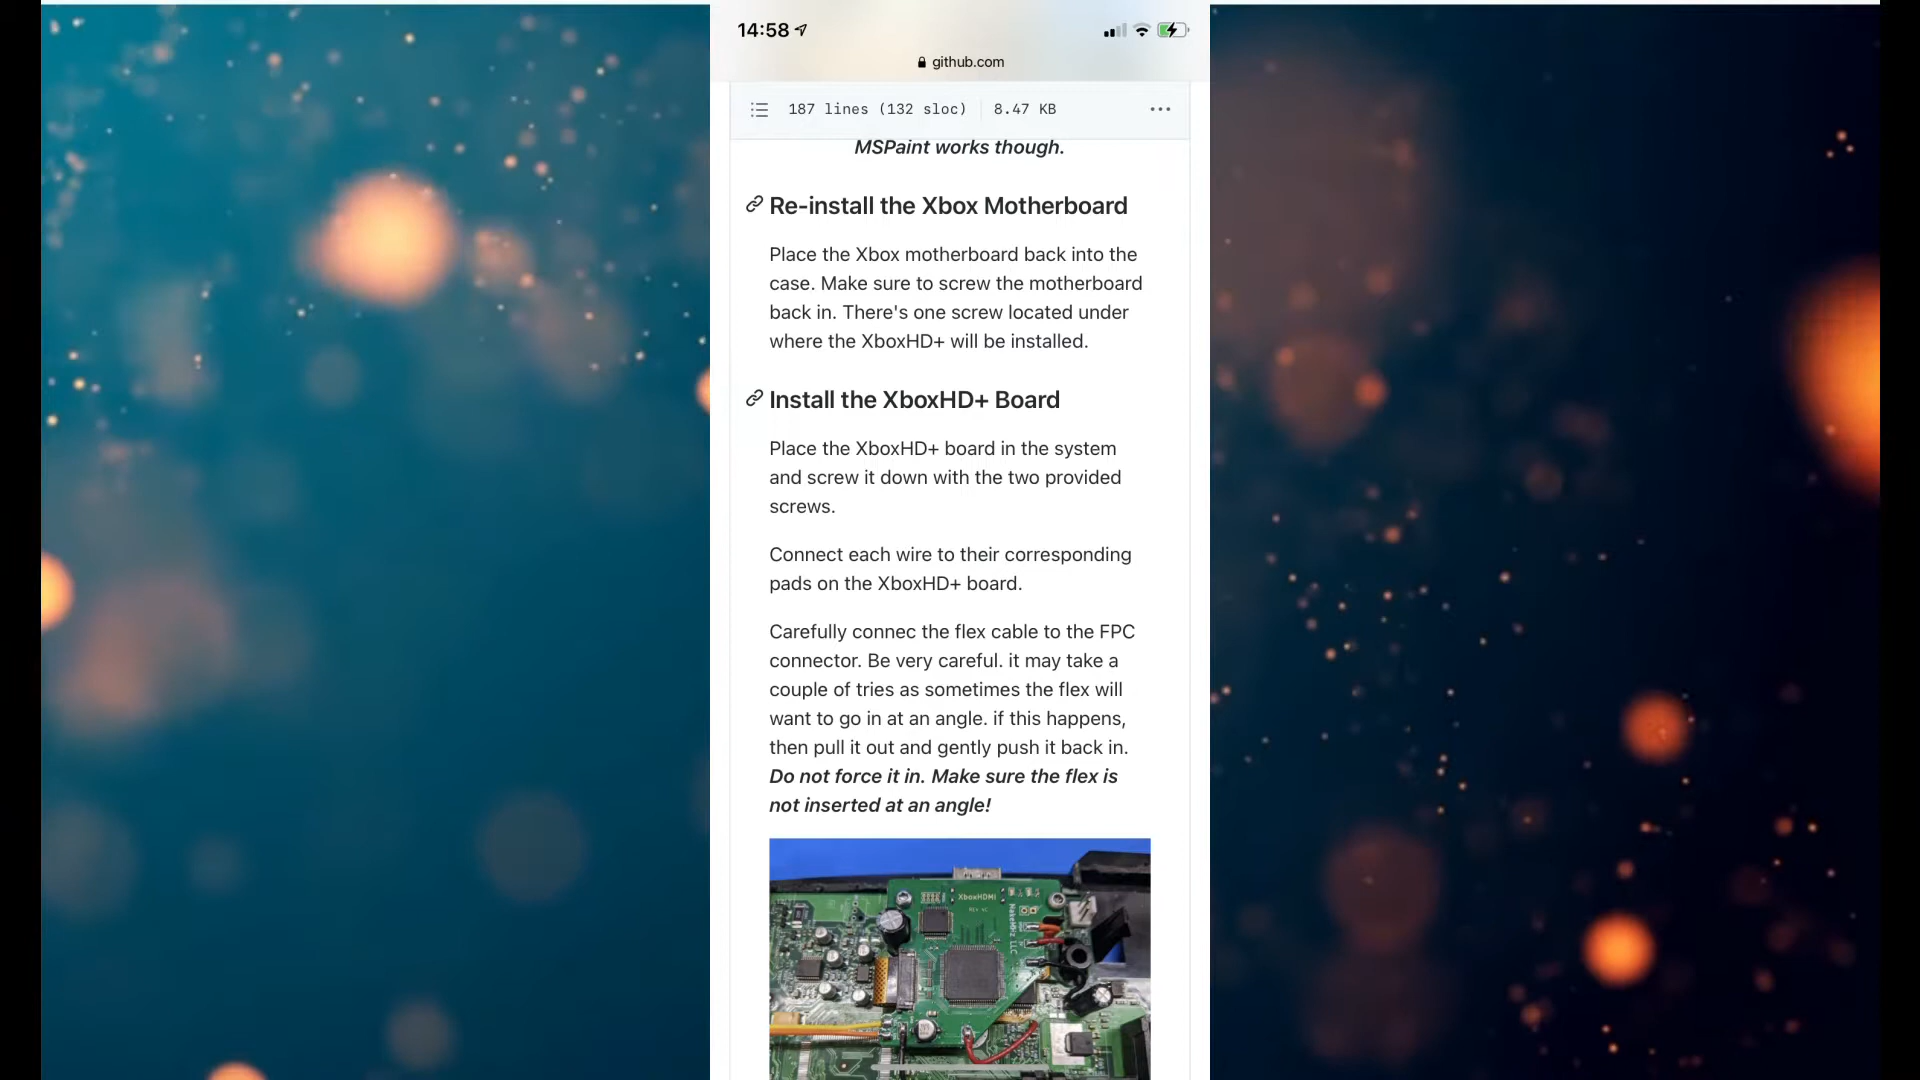 14:58
github.com
187 lines (132 sloc) 8.47 KB
MSPaint works though.
Re-install the Xbox Motherboard
Place the Xbox motherboard back into the
case. Make sure to screw the motherboard
back in. There's one screw located under
where the XboxHD+ will be installed.
Install the XboxHD+ Board
Place the XboxHD+ board in the system
and screw it down with the two provided
screws.
Connect each wire to their corresponding
pads on the XboxHD+ board.
Carefully connec the flex cable to the FPC
connector. Be very careful. it may take a
couple of tries as sometimes the flex will
want to go in at an angle. if this happens,
then pull it out and gently push it back in.
Do not force it in. Make sure the flex is
not inserted at an angle!
XboxHDMI
MakeMHz LLC